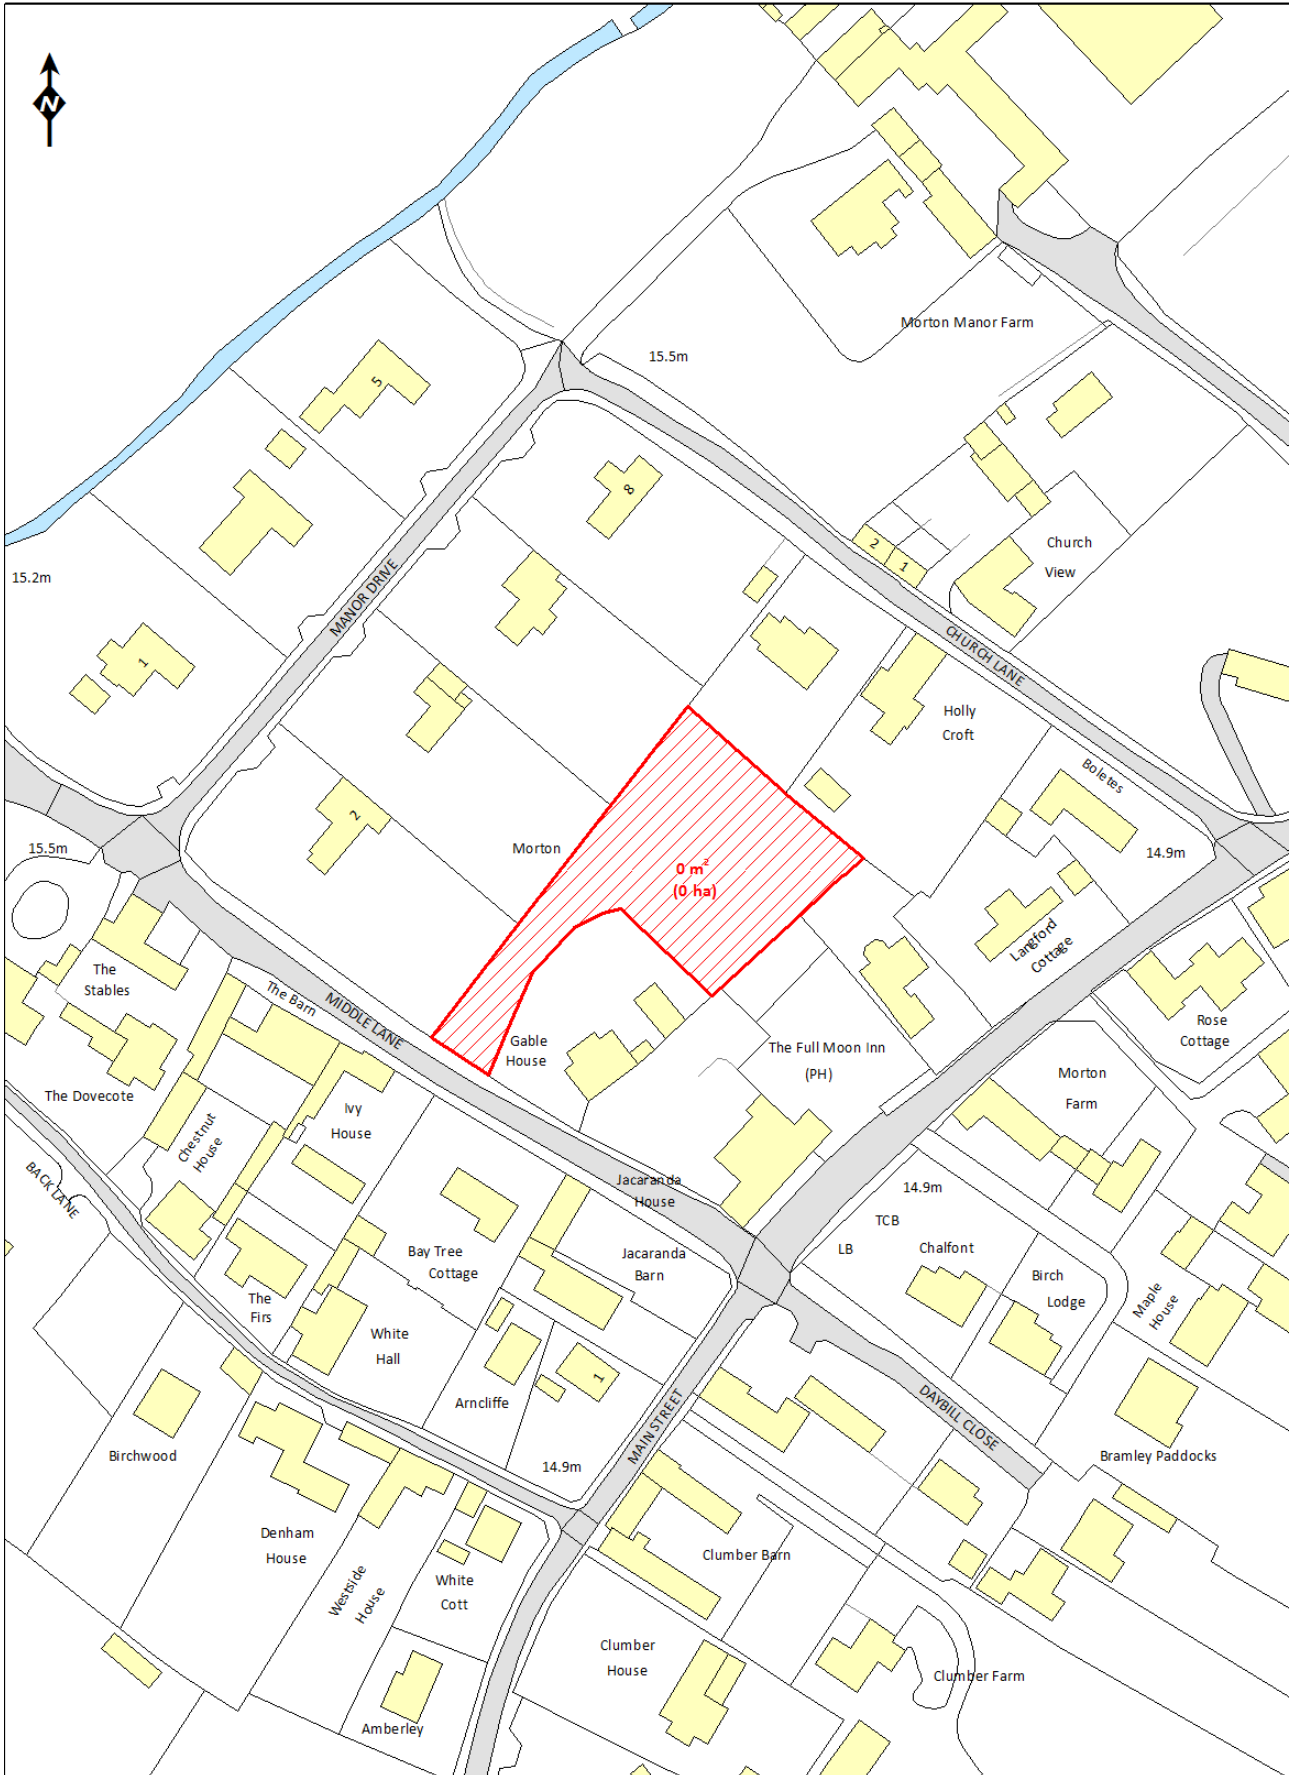 N
Morton Manor Farm
15.5m
5
8
2
1
Church
View
15.2m
MANOR DRIVE
1
CHURCH LANE
Holly
Croft
Boletes
2
15.5m
Morton
0 m²
(0 ha)
14.9m
Langford
Cottage
The
Stables
The Barn
MIDDLE LANE
Gable
House
The Full Moon Inn
(PH)
Rose
Cottage
Morton
Farm
The Dovecote
Chestnut
House
Ivy
House
BACK LANE
Jacaranda
House
14.9m
TCB
LB
Chalfont
Bay Tree
Cottage
Jacaranda
Barn
Birch
Lodge
Maple
House
The
Firs
White
Hall
1
Arncliffe
MAIN STREET
DAYBILL CLOSE
Birchwood
14.9m
Bramley Paddocks
Denham
House
Westside
House
White
Cott
Clumber Barn
Clumber
House
Clumber Farm
Amberley